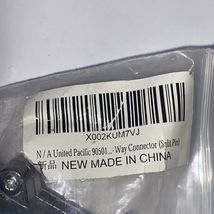 X002KUM7VJ
N / A United Pacific 90501...-Way Connector (Split Pin)
新品 NEW MADE IN CHINA